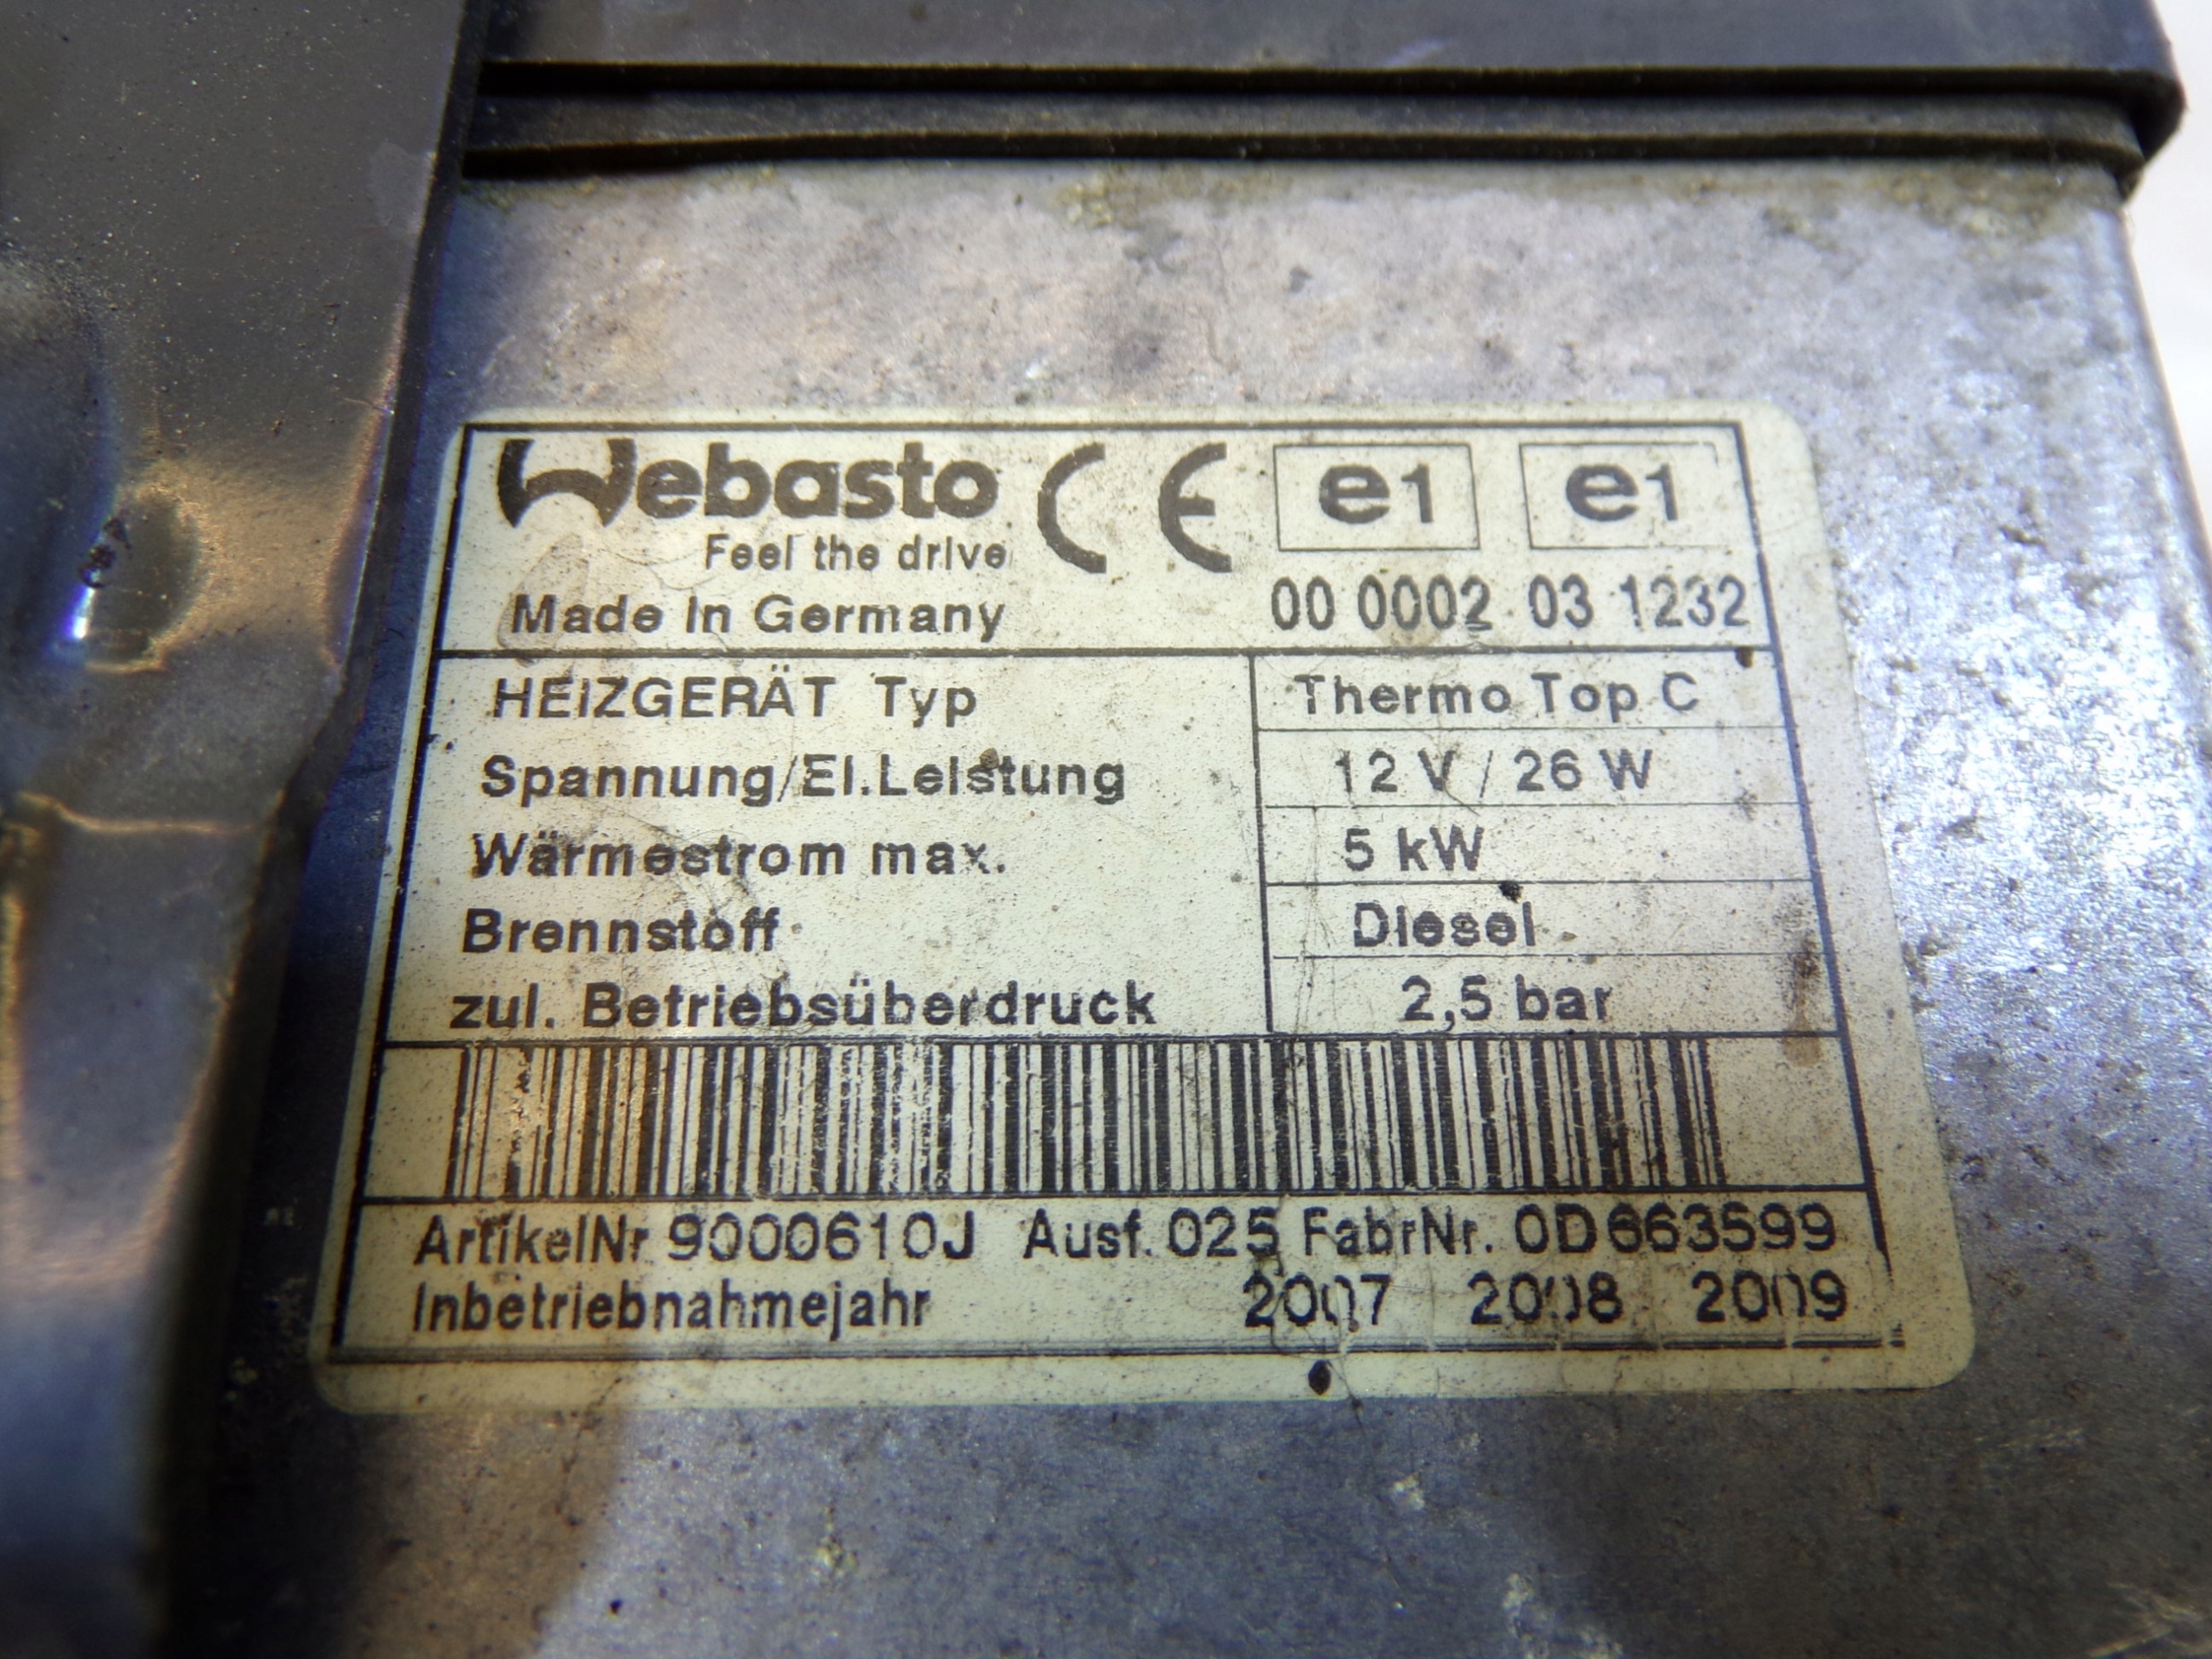 Webasto CE e1 e1
Feel the drive
Made in Germany 00 0002 03 1232
HEIZGERÄT Typ Thermo Top C
Spannung/El.Leistung 12 V / 26 W
Wärmestrom max. 5 kW
Brennstoff Diesel
zul. Betriebsüberdruck 2,5 bar
ArtikelNr 9000610J Ausf. 025 FabrNr. 0D663599
Inbetriebnahmejahr 2007 2008 2009